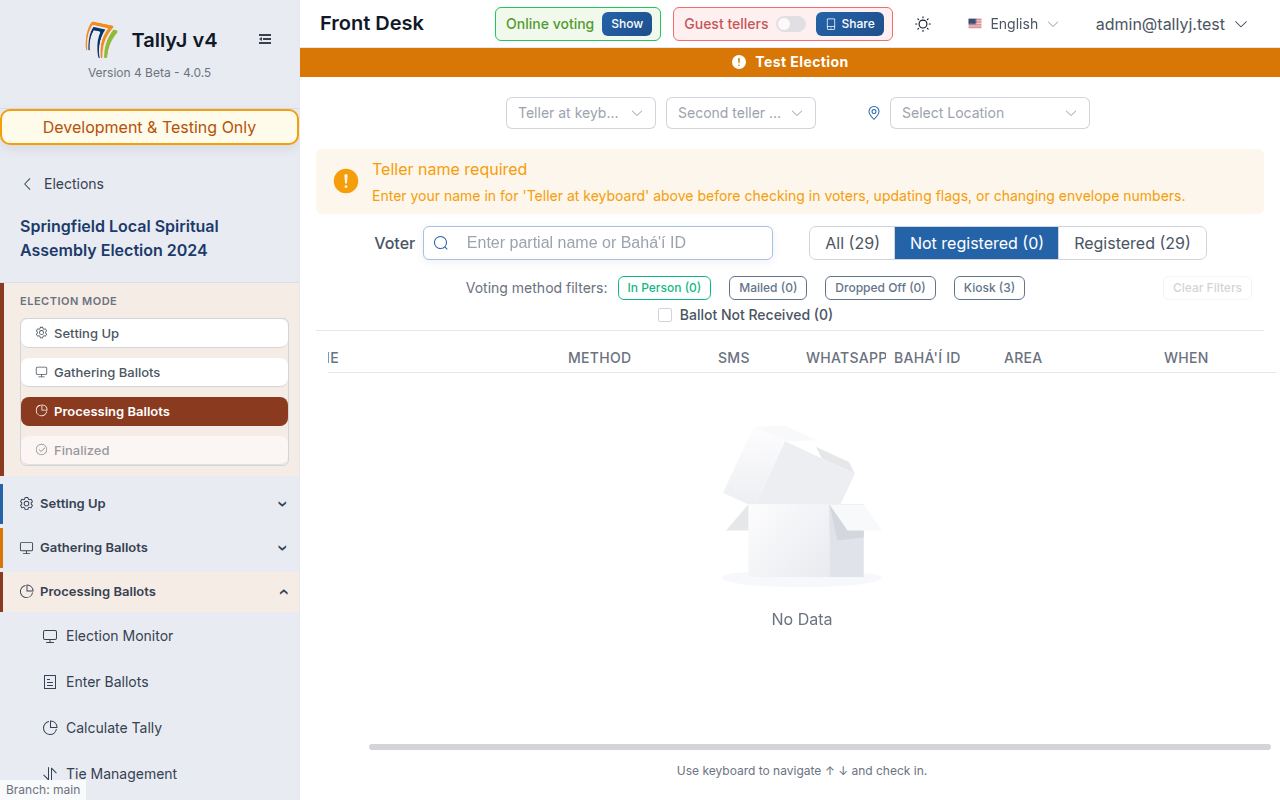 TallyJ v4
Version 4 Beta - 4.0.5
Development & Testing Only
Elections
Springfield Local Spiritual
Assembly Election 2024
ELECTION MODE
Setting Up
Gathering Ballots
Processing Ballots
Finalized
Setting Up
Gathering Ballots
Processing Ballots
Election Monitor
Enter Ballots
Calculate Tally
Tie Management
Branch: main
Front Desk
Online voting Show
Guest tellers Share
English
admin@tallyj.test
Test Election
Teller at keyb... Second teller ... Select Location
Teller name required
Enter your name in for 'Teller at keyboard' above before checking in voters, updating flags, or changing envelope numbers.
Voter Enter partial name or Bahá'í ID All (29) Not registered (0) Registered (29)
Voting method filters: In Person (0) Mailed (0) Dropped Off (0) Kiosk (3) Clear Filters
Ballot Not Received (0)
METHOD SMS WHATSAPP BAHÁ'Í ID AREA WHEN
No Data
Use keyboard to navigate ↑ ↓ and check in.